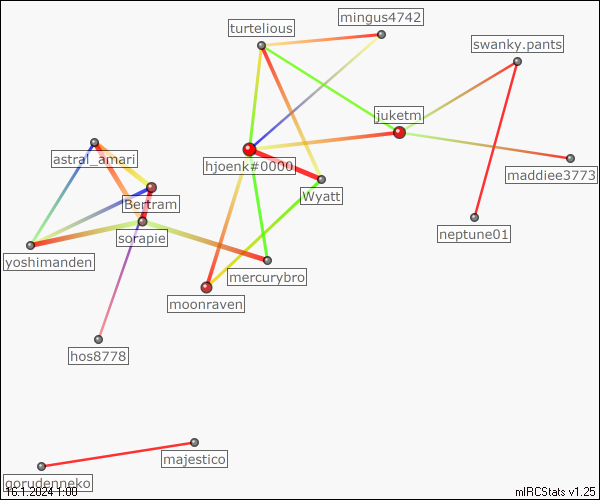 mingus4742
turtelious
swanky.pants
juketm
astral_amari
hjoenk#0000
maddiee3773
Bertram
Wyatt
sorapie
neptune01
yoshimanden
mercurybro
moonraven
hos8778
majestico
gorudenneko
16.1.2024 1:00
mIRCStats v1.25